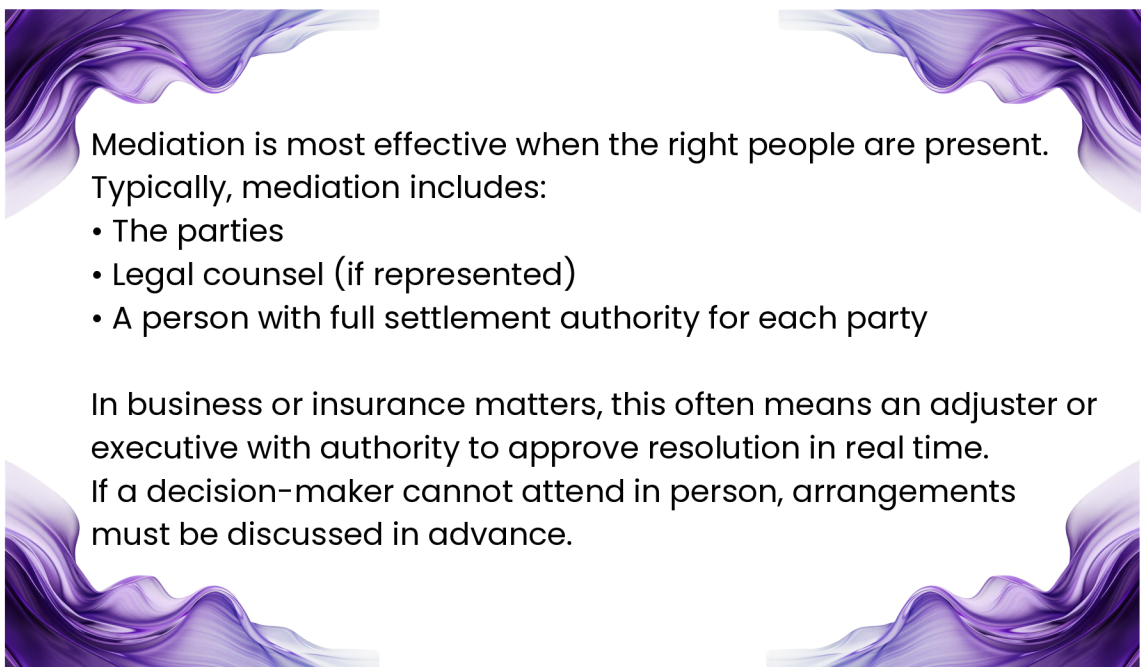 Mediation is most effective when the right people are present.
Typically, mediation includes:
• The parties
• Legal counsel (if represented)
• A person with full settlement authority for each party
In business or insurance matters, this often means an adjuster or
executive with authority to approve resolution in real time.
If a decision-maker cannot attend in person, arrangements
must be discussed in advance.